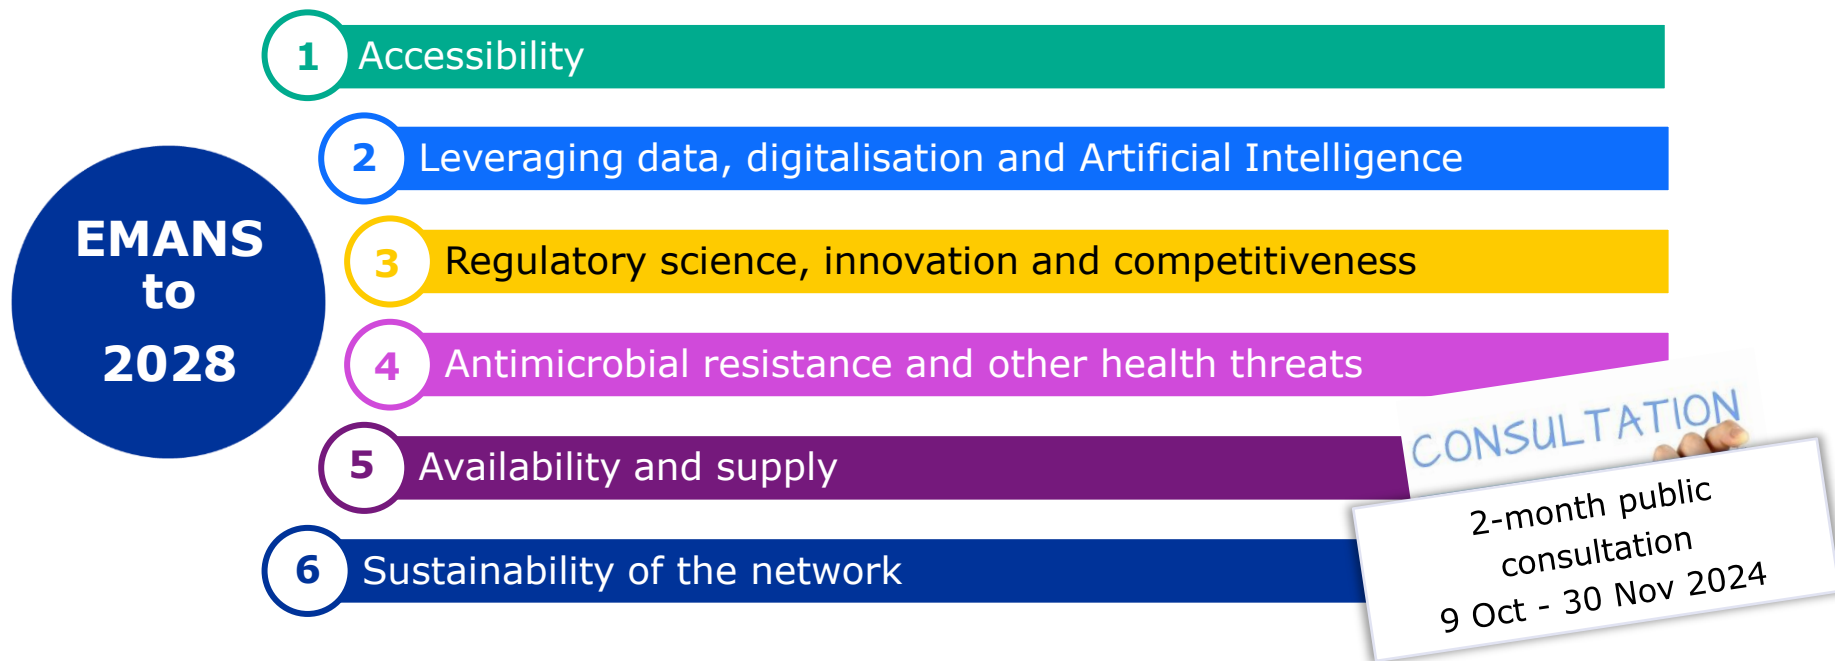 EMANS
to
2028
1 Accessibility
2 Leveraging data, digitalisation and Artificial Intelligence
3 Regulatory science, innovation and competitiveness
4 Antimicrobial resistance and other health threats
5 Availability and supply
6 Sustainability of the network
CONSULTATION
2-month public
consultation
9 Oct - 30 Nov 2024